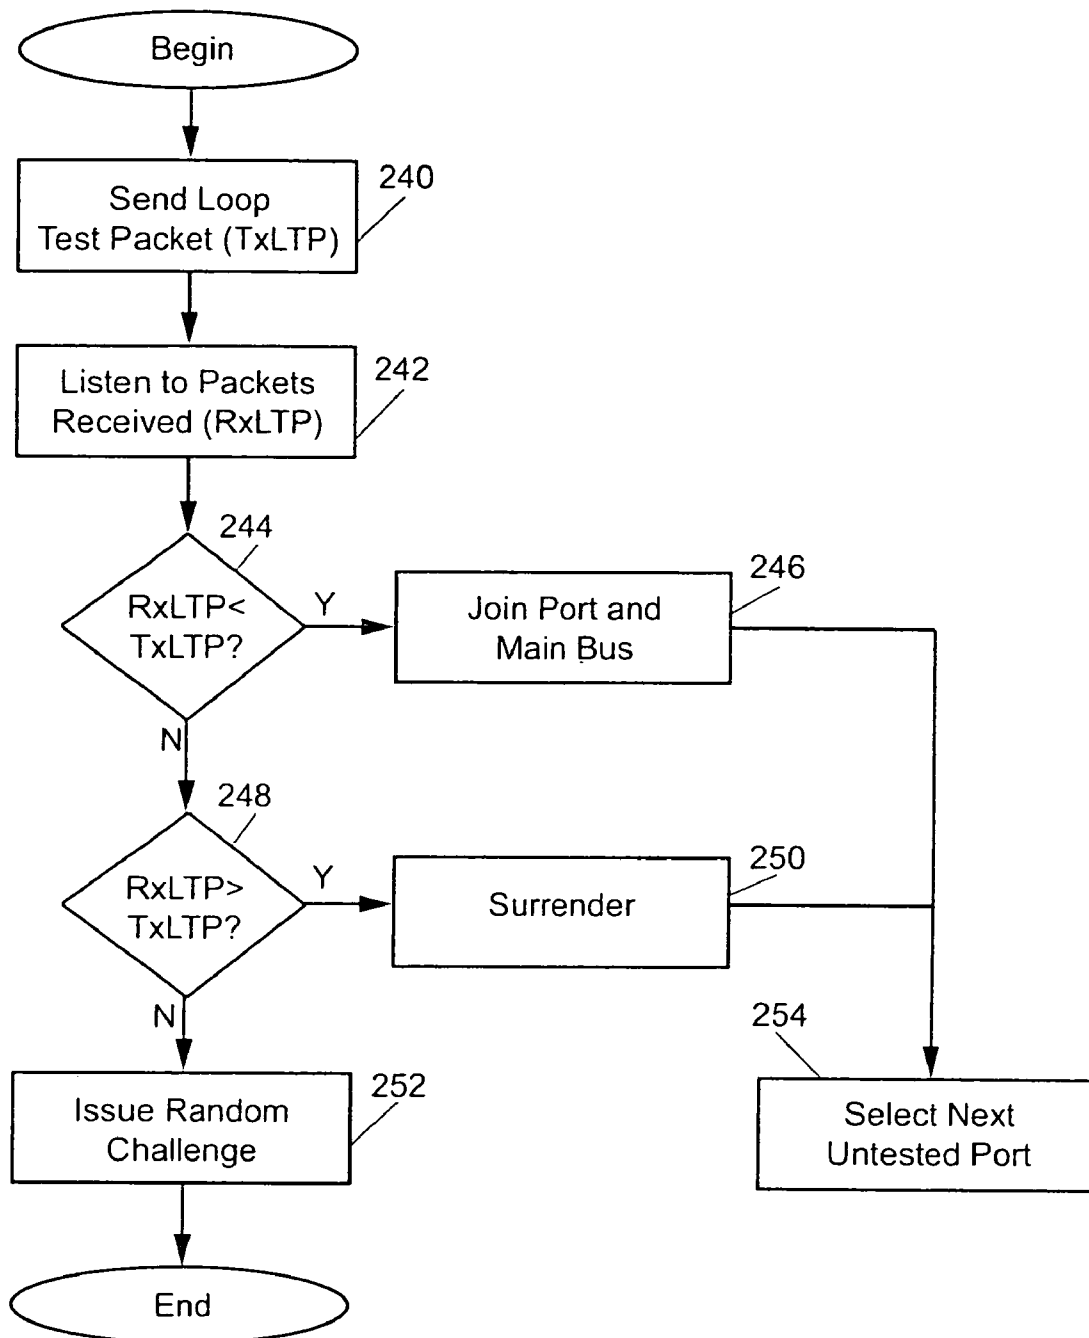 Begin
240
Send Loop
Test Packet (TxLTP)
242
Listen to Packets
Received (RxLTP)
244
RxLTP<
TxLTP?
Y
246
Join Port and
Main Bus
N
248
RxLTP>
TxLTP?
Y
250
Surrender
N
254
Select Next
Untested Port
252
Issue Random
Challenge
End